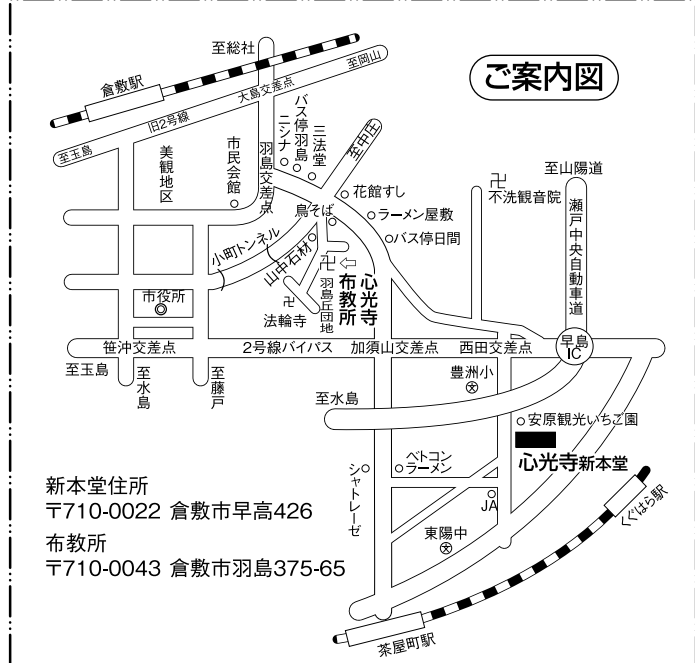 ご案内図
至総社
至岡山
倉敷駅
大島交差点
旧2号線
至玉島
美観地区
市民会館
羽島交差点
ニシナ
バス停羽島
三法堂
至中庄
花館すし
ラーメン屋敷
バス停日間
鳥そば
小町トンネル
山中石材
卍
卍
法輪寺
羽島丘団地
心光寺
布教所
市役所
卍
不洗観音院
至山陽道
瀬戸中央自動車道
早島
IC
笹沖交差点
2号線バイパス
加須山交差点
西田交差点
至玉島
至水島
至藤戸
豊洲小
文
至水島
安原観光いちご園
心光寺新本堂
シャトレーゼ
ベトコン
ラーメン
JA
東陽中
文
くぐはら駅
茶屋町駅
新本堂住所
〒710-0022 倉敷市早高426
布教所
〒710-0043 倉敷市羽島375-65